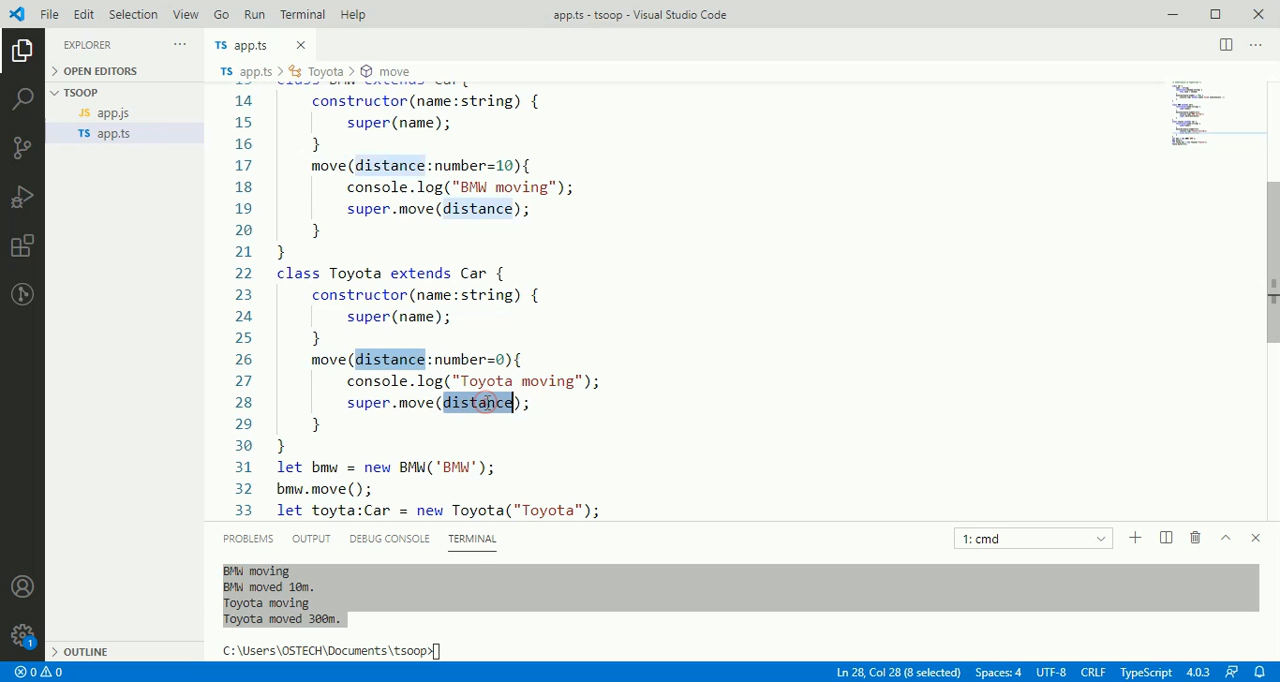 File Edit Selection View Go Run Terminal Help app.ts - tsoop - Visual Studio Code
EXPLORER ··· TS app.ts ×
OPEN EDITORS
TS app.ts > Toyota > move
TSOOP
JS app.js
TS app.ts
14 constructor(name:string) {
15 super(name);
16 }
17 move(distance:number=10){
18 console.log("BMW moving");
19 super.move(distance);
20 }
21 }
22 class Toyota extends Car {
23 constructor(name:string) {
24 super(name);
25 }
26 move(distance:number=0){
27 console.log("Toyota moving");
28 super.move(distance);
29 }
30 }
31 let bmw = new BMW('BMW');
32 bmw.move();
33 let toyta:Car = new Toyota("Toyota");
PROBLEMS OUTPUT DEBUG CONSOLE TERMINAL 1: cmd
BMW moving
BMW moved 10m.
Toyota moving
Toyota moved 300m.
C:\Users\OSTECH\Documents\tsoop>
OUTLINE
1
0 0 Ln 28, Col 28 (8 selected) Spaces: 4 UTF-8 CRLF TypeScript 4.0.3